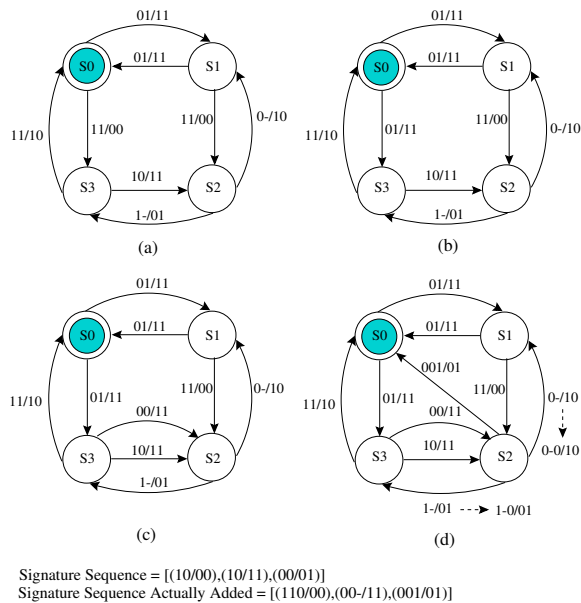 01/11
S0
01/11
S1
11/10
11/00
11/00
0-/10
S3
10/11
S2
1-/01
(a)
01/11
S0
01/11
S1
11/10
01/11
11/00
0-/10
S3
10/11
S2
1-/01
(b)
01/11
S0
01/11
S1
11/10
01/11
11/00
0-/10
00/11
S3
10/11
S2
1-/01
(c)
01/11
S0
01/11
S1
001/01
11/10
01/11
11/00
0-/10
00/11
0-0/10
S3
10/11
S2
1-/01 1-0/01
(d)
Signature Sequence = [(10/00),(10/11),(00/01)]
Signature Sequence Actually Added = [(110/00),(00-/11),(001/01)]